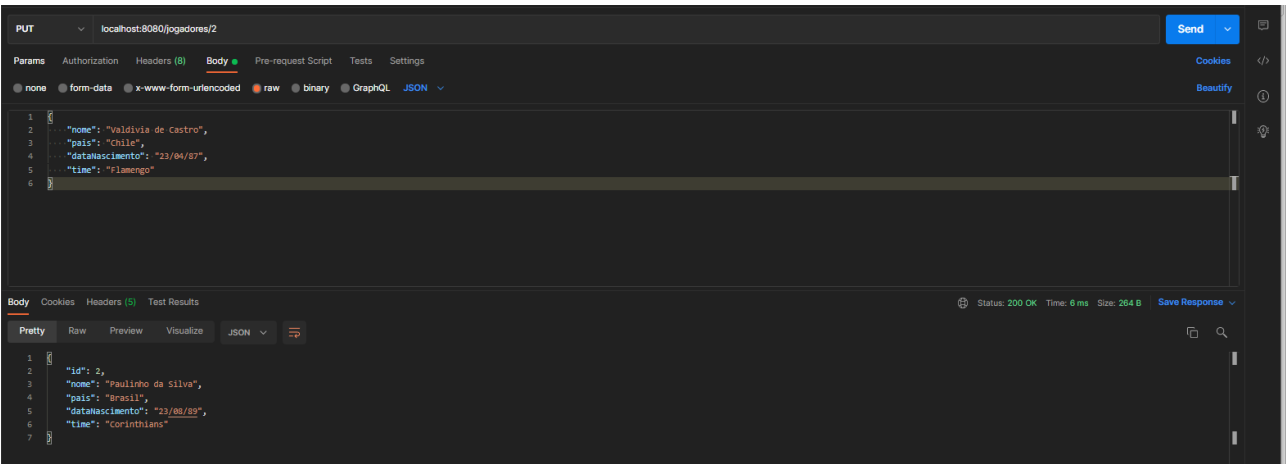 PUT localhost:8080/jogadores/2 Send
Params Authorization Headers (8) Body Pre-request Script Tests Settings Cookies
none form-data x-www-form-urlencoded raw binary GraphQL JSON Beautify
1 {
2 "nome": "Valdivia de Castro",
3 "pais": "Chile",
4 "dataNascimento": "23/04/87",
5 "time": "Flamengo"
6 }
Body Cookies Headers (5) Test Results Status: 200 OK Time: 6 ms Size: 264 B Save Response
Pretty Raw Preview Visualize JSON
1 {
2 "id": 2,
3 "nome": "Paulinho da Silva",
4 "pais": "Brasil",
5 "dataNascimento": "23/08/89",
6 "time": "Corinthians"
7 }